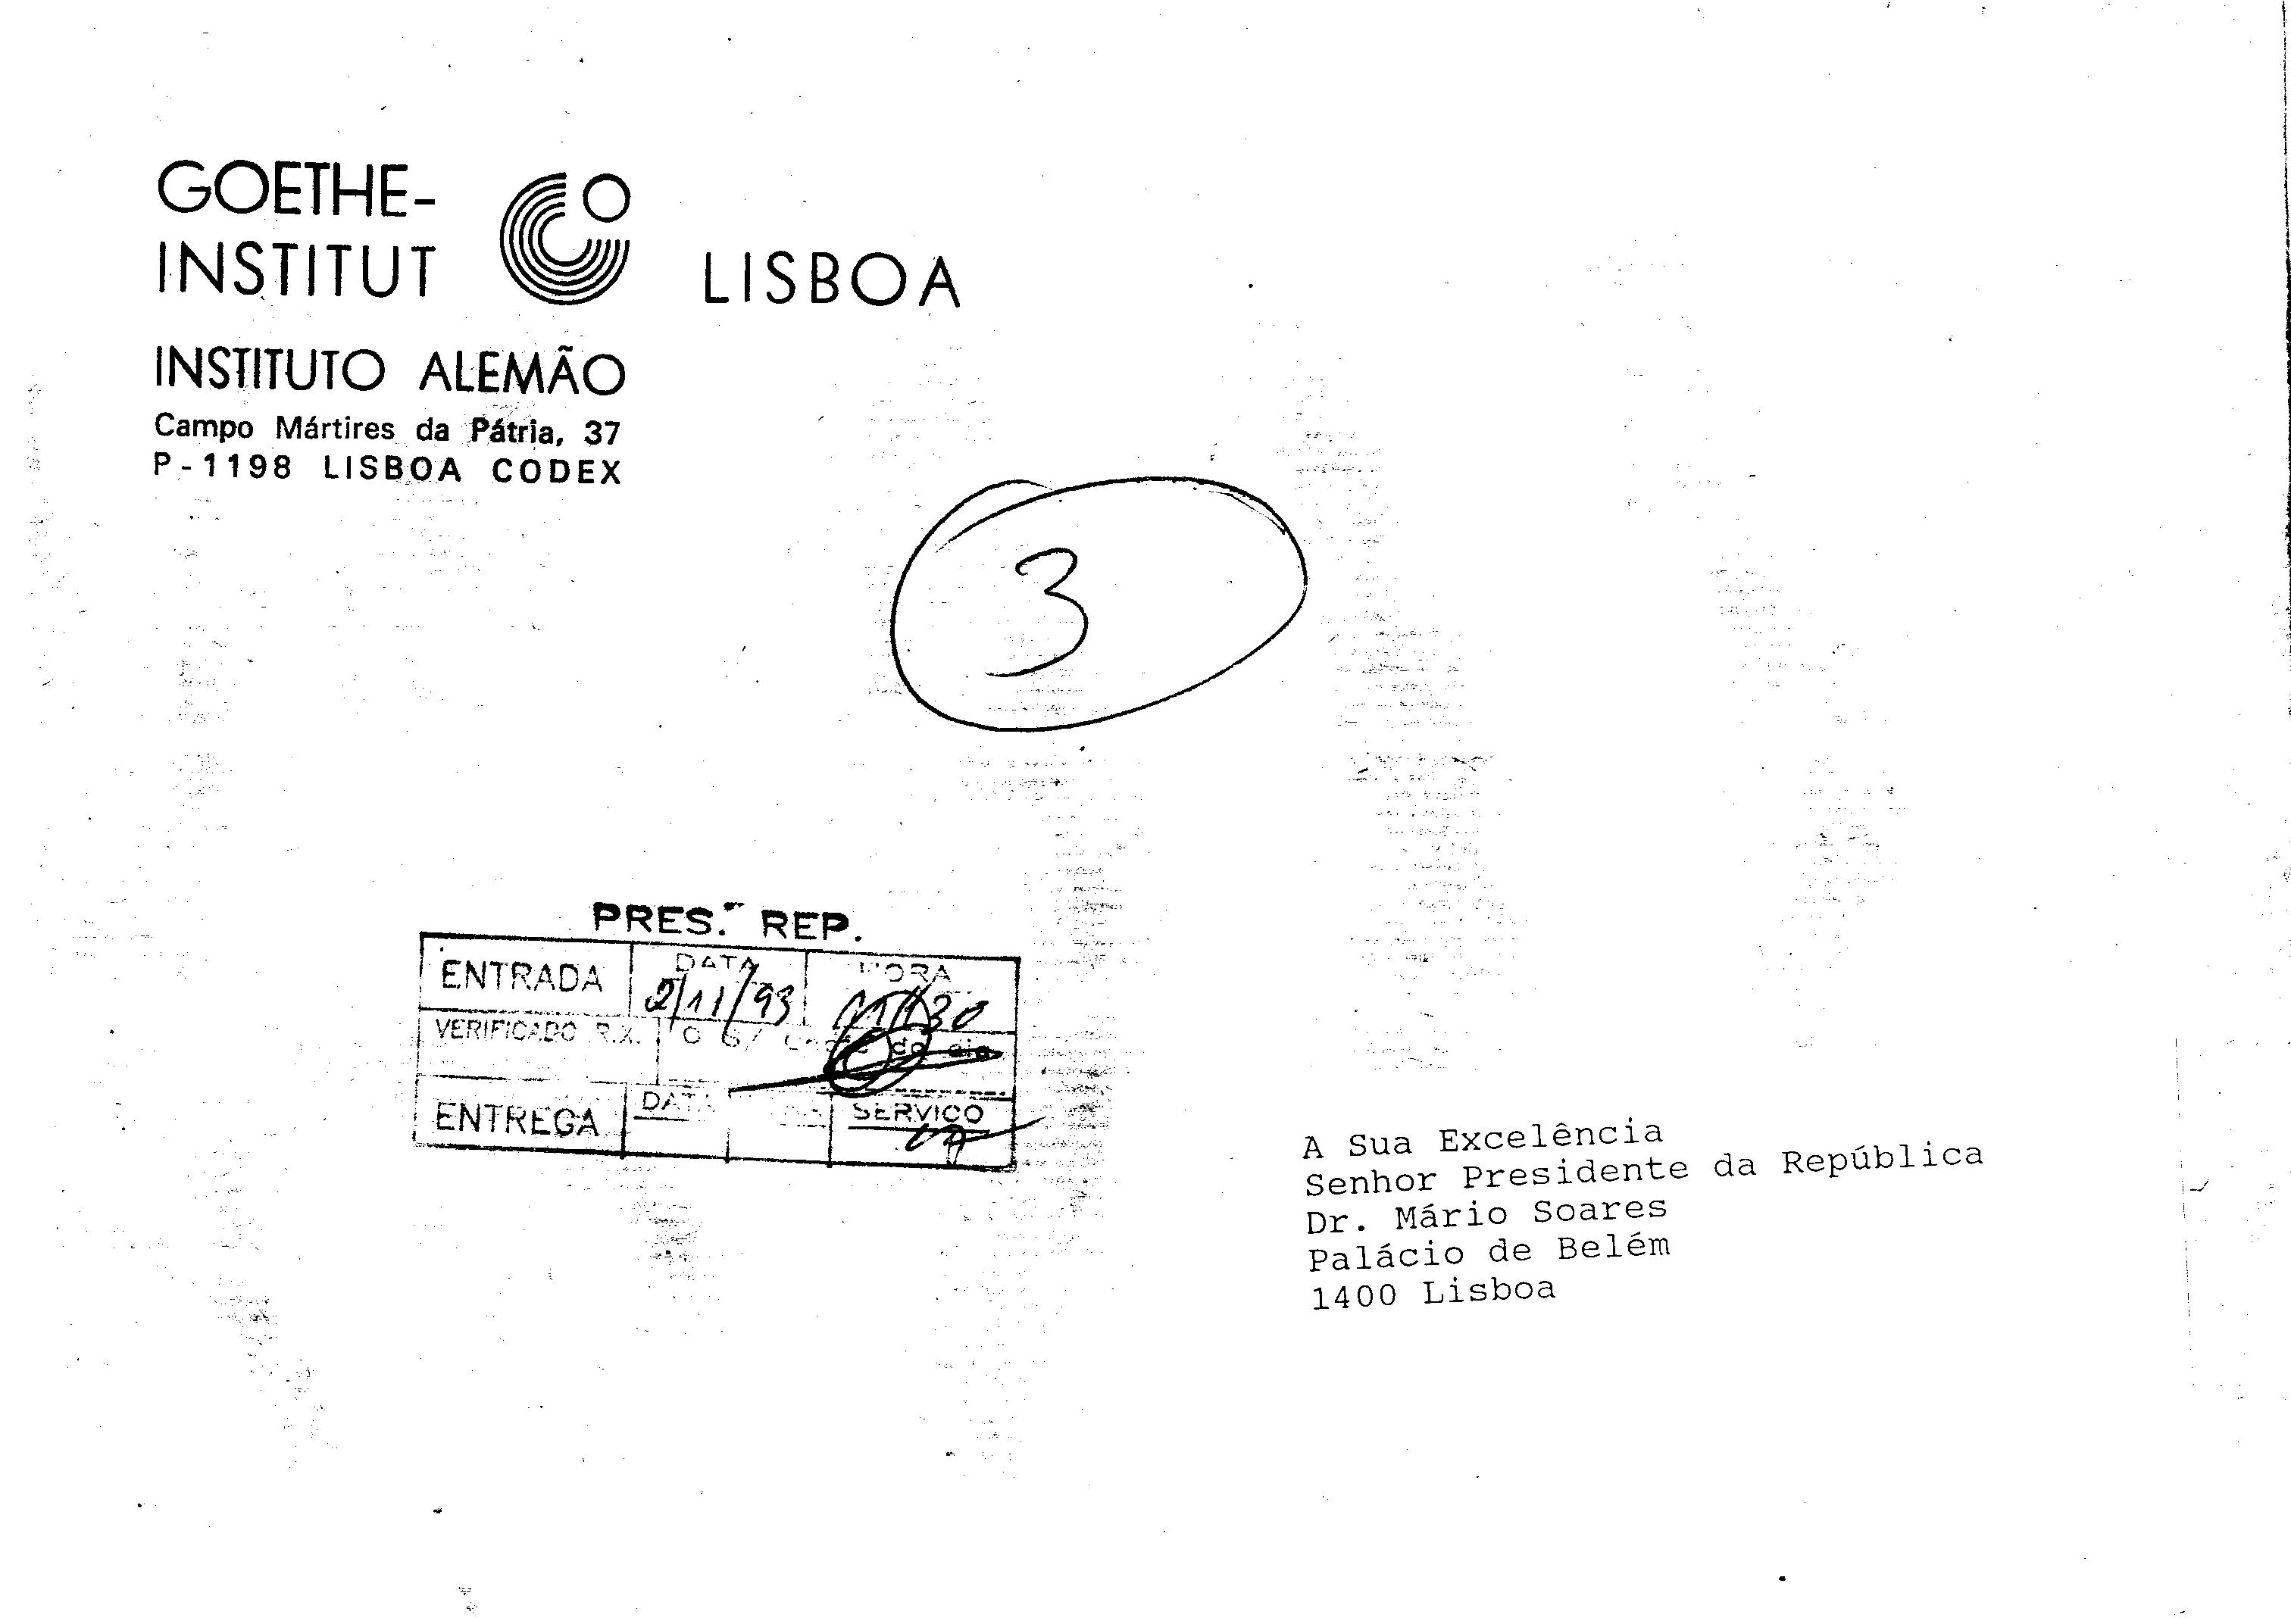 GOETHE-
INSTITUT
LISBOA
INSTITUTO ALEMÃO
Campo Mártires da Pátria, 37
P-1198 LISBOA CODEX
3
PRES. REP.
ENTRADA DATA HORA
2/11/93 30
VERIFICADO R.X.
ENTREGA DATA SERVIÇO
A Sua Excelência
Senhor Presidente da República
Dr. Mário Soares
Palácio de Belém
1400 Lisboa